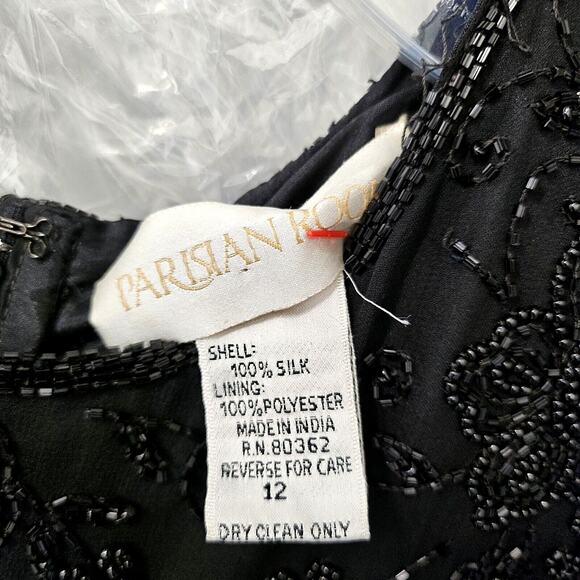 PARISIAN
SHELL:
100% SILK
LINING:
100%POLYESTER
MADE IN INDIA
R.N.80362
REVERSE FOR CARE
12
DRY CLEAN ONLY